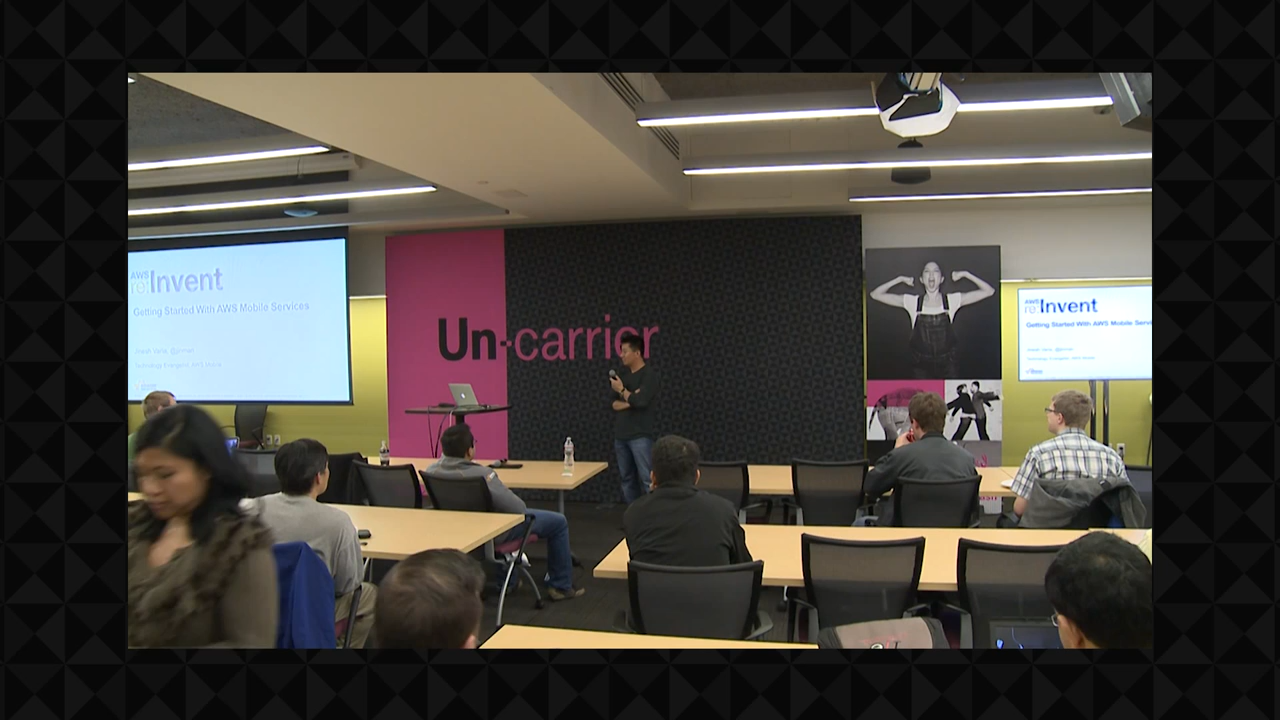 AWS
re:Invent
Getting Started With AWS Mobile Services
Un-carrier
AWS
re:Invent
Getting Started With AWS Mobile Servi